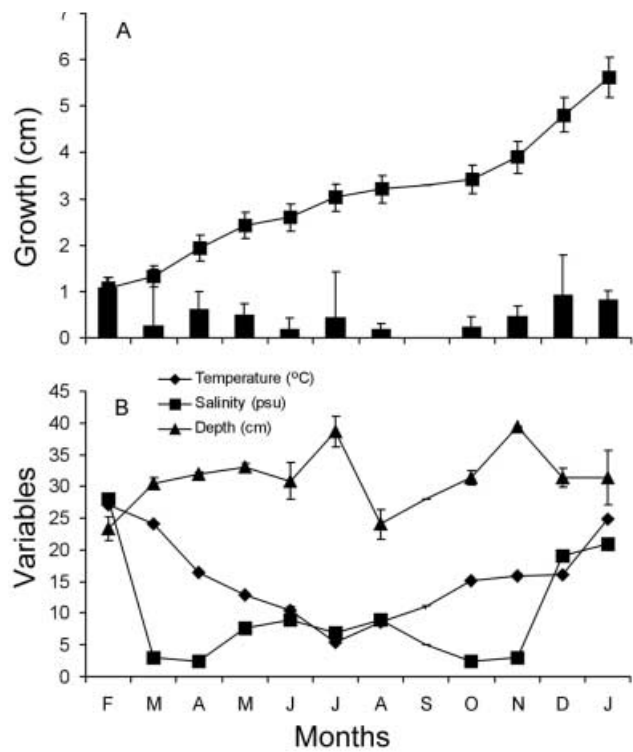 A
Growth (cm)
7
6
5
4
3
2
1
0
B
Temperature (ºC)
Salinity (psu)
Depth (cm)
Variables
45
40
35
30
25
20
15
10
5
0
F M A M J J A S O N D J
Months